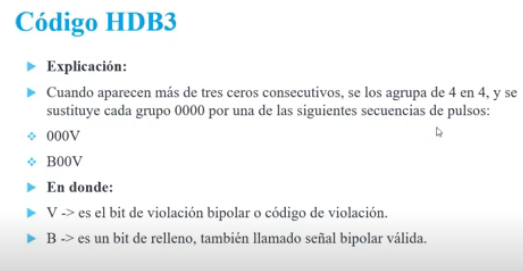 Código HDB3
Explicación:
Cuando aparecen más de tres ceros consecutivos, se los agrupa de 4 en 4, y se
sustituye cada grupo 0000 por una de las siguientes secuencias de pulsos:
000V
B00V
En donde:
V -> es el bit de violación bipolar o código de violación.
B -> es un bit de relleno, también llamado señal bipolar válida.